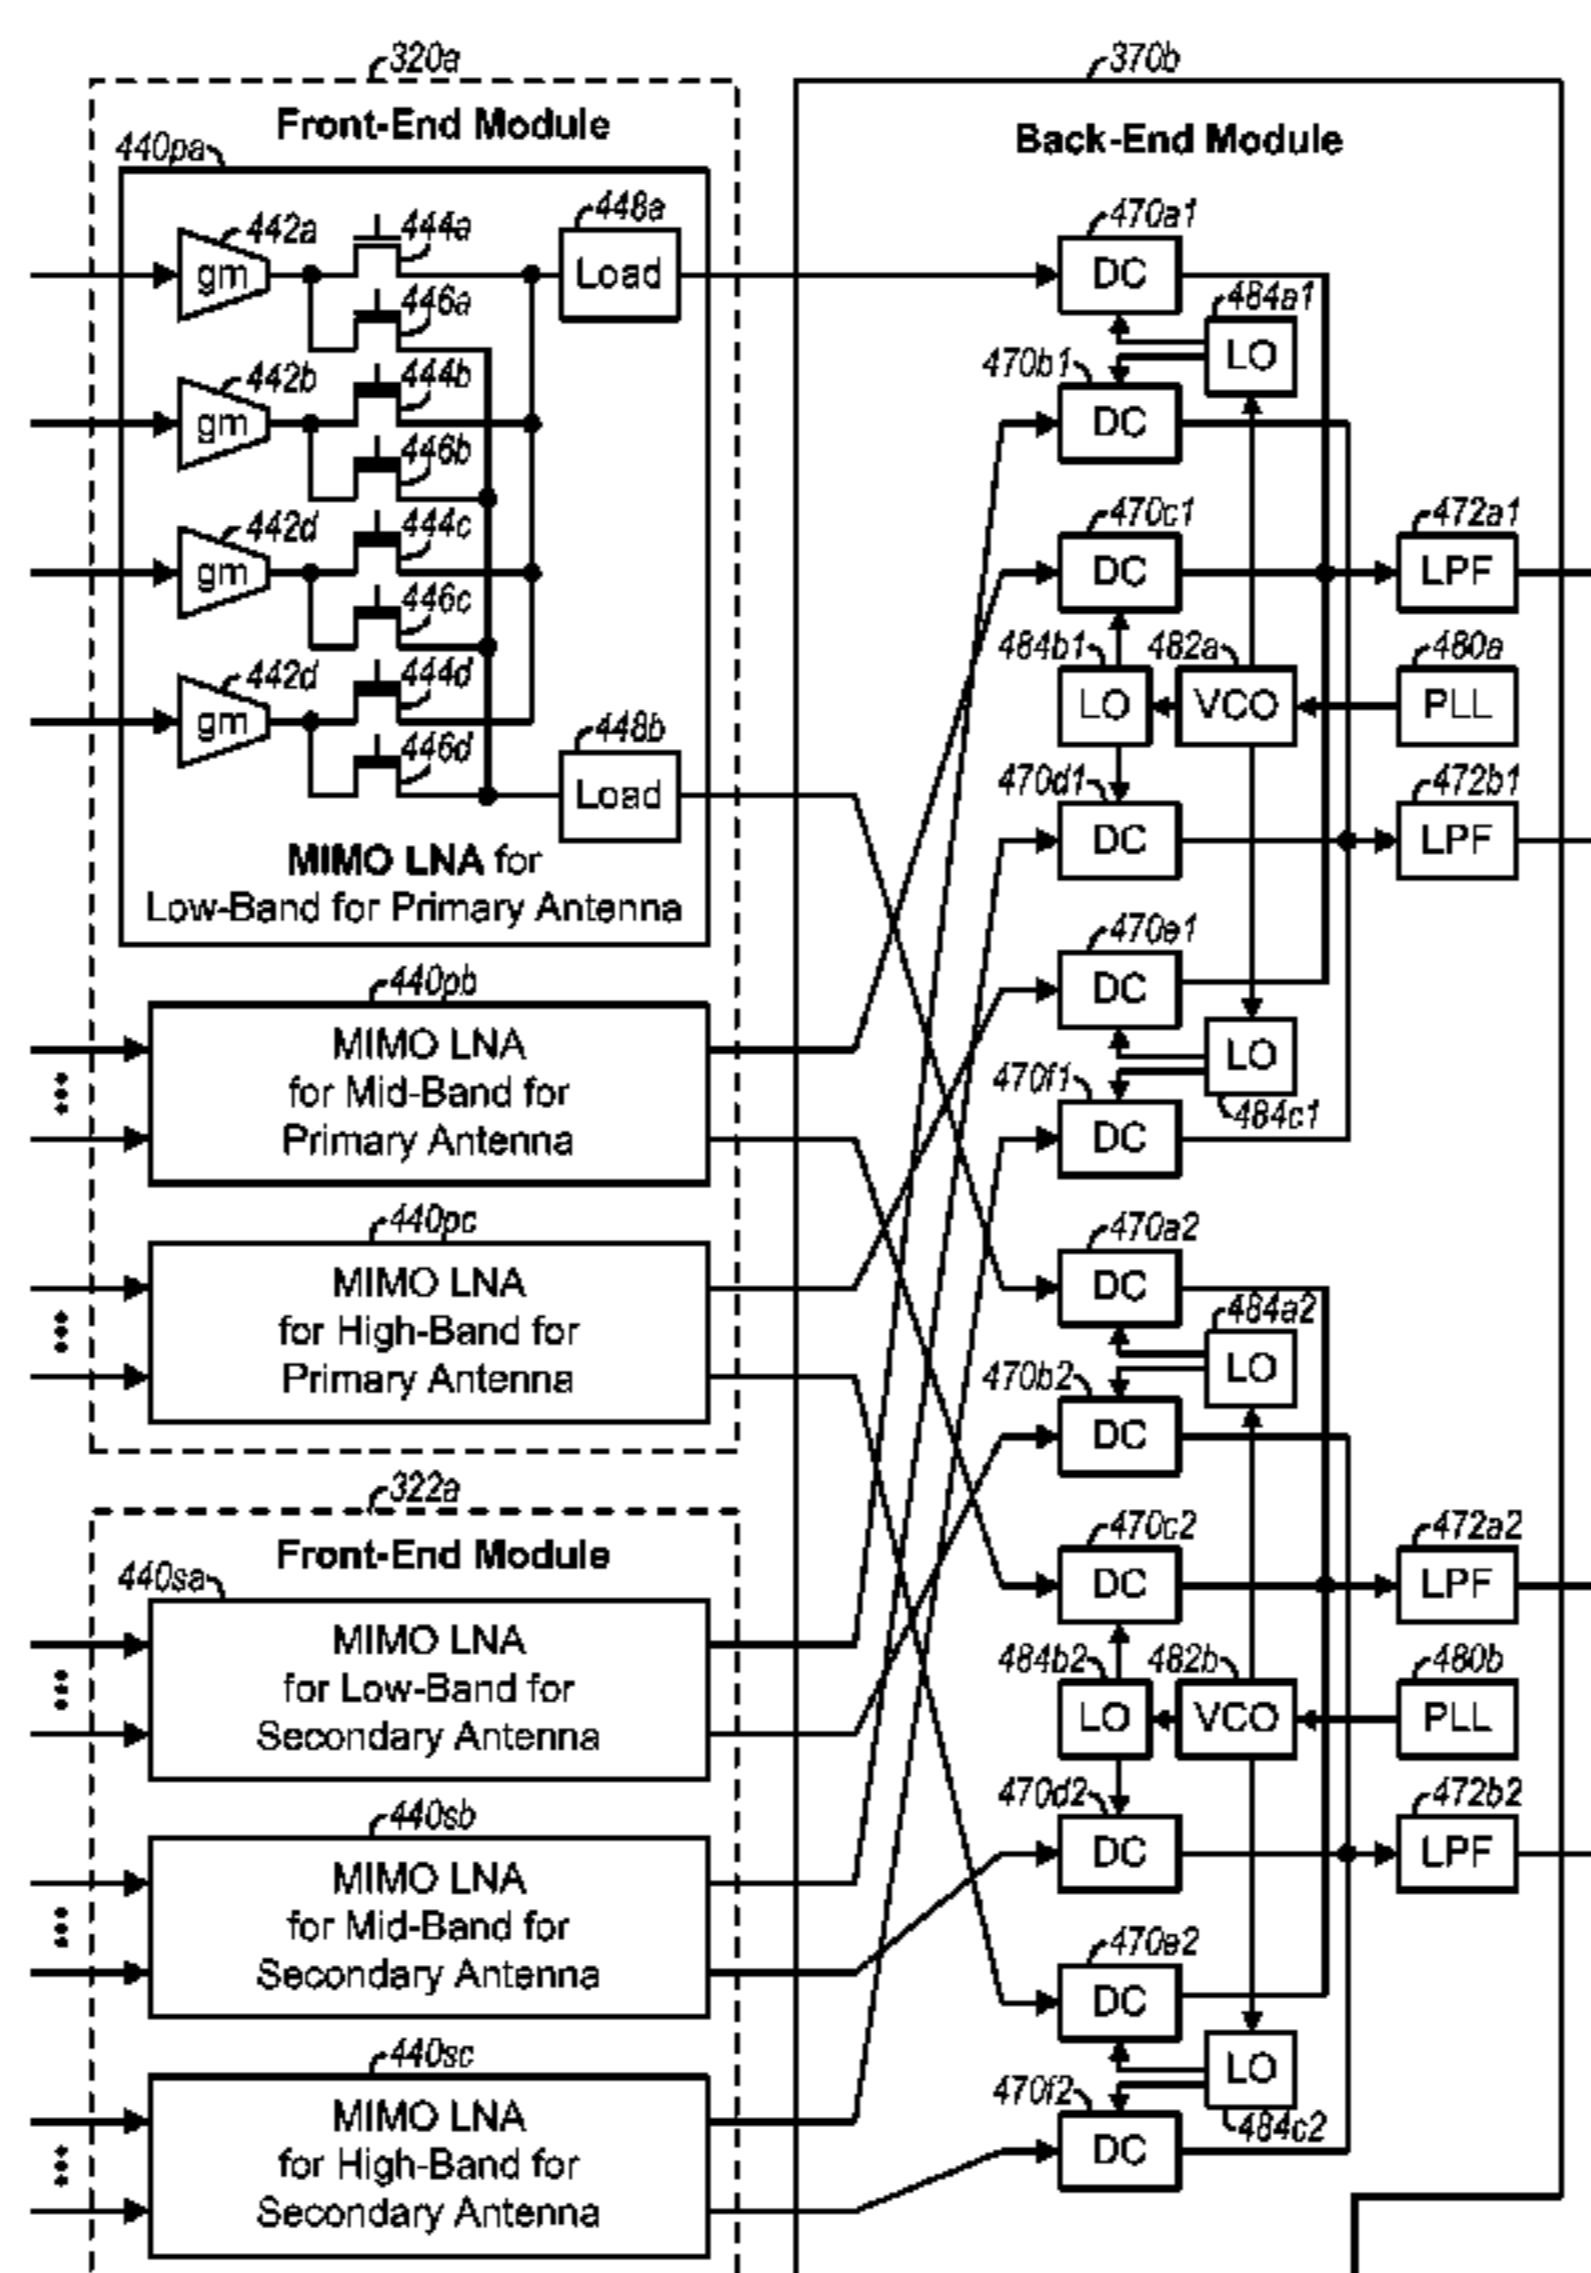 320a
370b
Front-End Module
Back-End Module
440pa
442a
gm
444a
446a
448a
Load
442b
gm
444b
446b
442d
gm
444c
446c
442d
gm
444d
446d
448b
Load
MIMO LNA for
Low-Band for Primary Antenna
440pb
MIMO LNA
for Mid-Band for
Primary Antenna
440pc
MIMO LNA
for High-Band for
Primary Antenna
322a
Front-End Module
440sa
MIMO LNA
for Low-Band for
Secondary Antenna
440sb
MIMO LNA
for Mid-Band for
Secondary Antenna
440sc
MIMO LNA
for High-Band for
Secondary Antenna
470a1
DC
484a1
LO
470b1
DC
470c1
DC
472a1
LPF
484b1
LO
482a
VCO
480a
PLL
470d1
DC
472b1
LPF
470e1
DC
LO
484c1
470f1
DC
470a2
DC
484a2
LO
470b2
DC
470c2
DC
472a2
LPF
484b2
LO
482b
VCO
480b
PLL
470d2
DC
472b2
LPF
470e2
DC
LO
484c2
470f2
DC